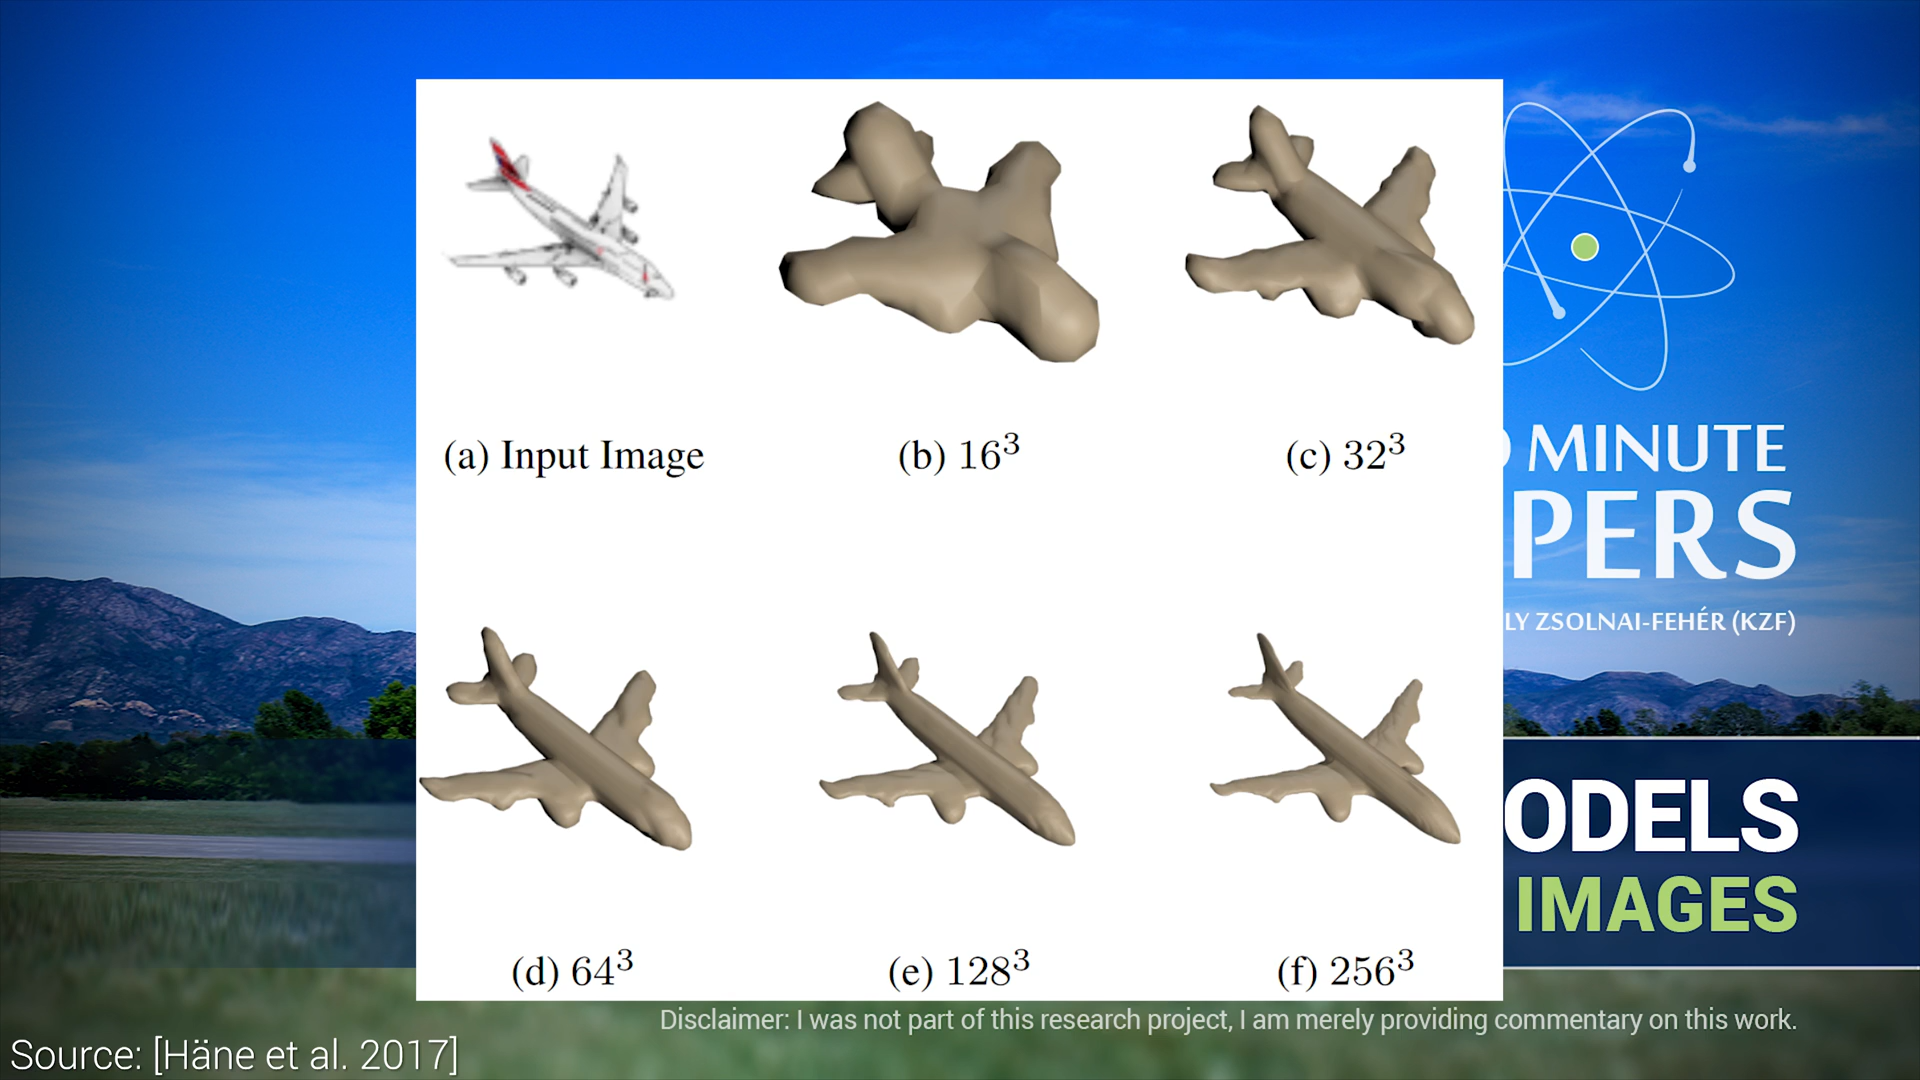 (a) Input Image
(b) 16³
(c) 32³
(d) 64³
(e) 128³
(f) 256³
MINUTE
PERS
LY ZSOLNAI-FEHÉR (KZF)
ODELS
IMAGES
Disclaimer: I was not part of this research project, I am merely providing commentary on this work.
Source: [Häne et al. 2017]